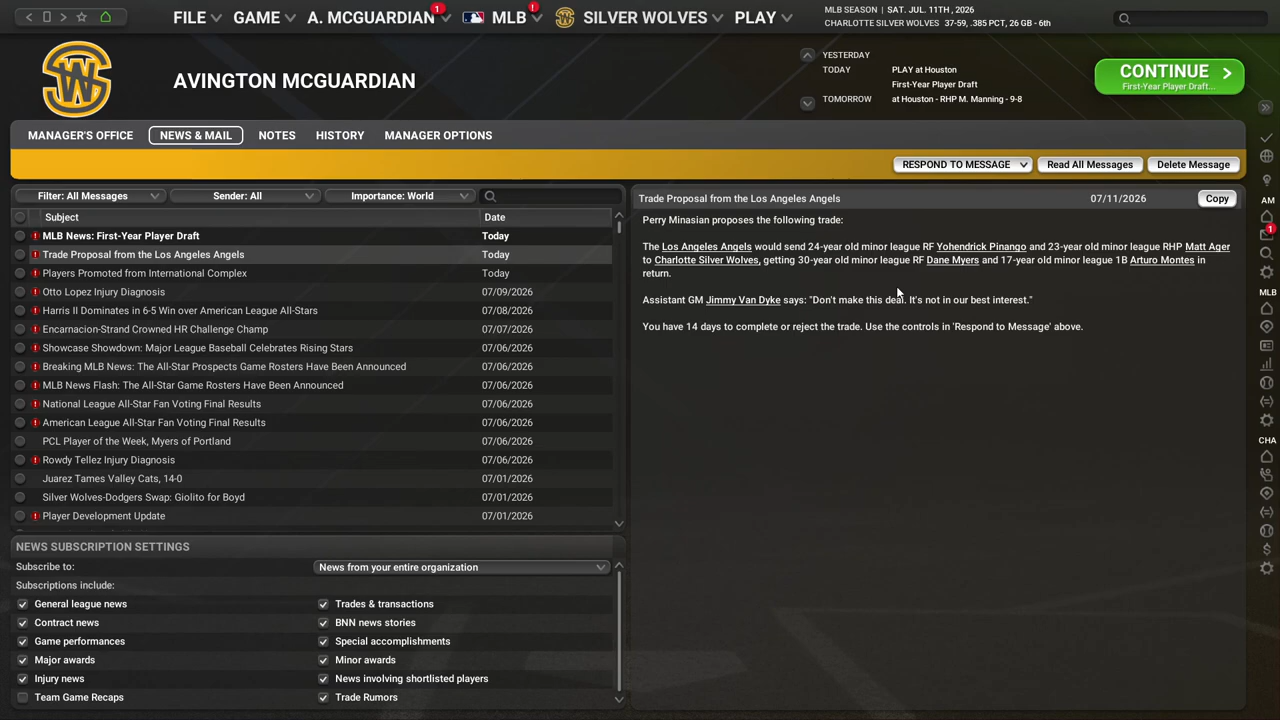 FILE GAME A. MCGUARDIAN 1 MLB ! SILVER WOLVES PLAY
MLB SEASON | SAT. JUL. 11TH , 2026
CHARLOTTE SILVER WOLVES 37-59, .385 PCT, 26 GB - 6th
SW
AVINGTON MCGUARDIAN
YESTERDAY
TODAY PLAY at Houston
First-Year Player Draft
TOMORROW at Houston - RHP M. Manning - 9-8
CONTINUE
First-Year Player Draft...
MANAGER'S OFFICE NEWS & MAIL NOTES HISTORY MANAGER OPTIONS
RESPOND TO MESSAGE Read All Messages Delete Message
Filter: All Messages Sender: All Importance: World
Subject Date
MLB News: First-Year Player Draft Today
Trade Proposal from the Los Angeles Angels Today
Players Promoted from International Complex Today
Otto Lopez Injury Diagnosis 07/09/2026
Harris II Dominates in 6-5 Win over American League All-Stars 07/08/2026
Encarnacion-Strand Crowned HR Challenge Champ 07/07/2026
Showcase Showdown: Major League Baseball Celebrates Rising Stars 07/06/2026
Breaking MLB News: The All-Star Prospects Game Rosters Have Been Announced 07/06/2026
MLB News Flash: The All-Star Game Rosters Have Been Announced 07/06/2026
National League All-Star Fan Voting Final Results 07/06/2026
American League All-Star Fan Voting Final Results 07/06/2026
PCL Player of the Week, Myers of Portland 07/06/2026
Rowdy Tellez Injury Diagnosis 07/06/2026
Juarez Tames Valley Cats, 14-0 07/01/2026
Silver Wolves-Dodgers Swap: Giolito for Boyd 07/01/2026
Player Development Update 07/01/2026
Trade Proposal from the Los Angeles Angels 07/11/2026 Copy
Perry Minasian proposes the following trade:
The Los Angeles Angels would send 24-year old minor league RF Yohendrick Pinango and 23-year old minor league RHP Matt Ager
to Charlotte Silver Wolves, getting 30-year old minor league RF Dane Myers and 17-year old minor league 1B Arturo Montes in
return.
Assistant GM Jimmy Van Dyke says: "Don't make this deal. It's not in our best interest."
You have 14 days to complete or reject the trade. Use the controls in 'Respond to Message' above.
NEWS SUBSCRIPTION SETTINGS
Subscribe to: News from your entire organization
Subscriptions include:
General league news Trades & transactions
Contract news BNN news stories
Game performances Special accomplishments
Major awards Minor awards
Injury news News involving shortlisted players
Team Game Recaps Trade Rumors
AM
1
MLB
CHA